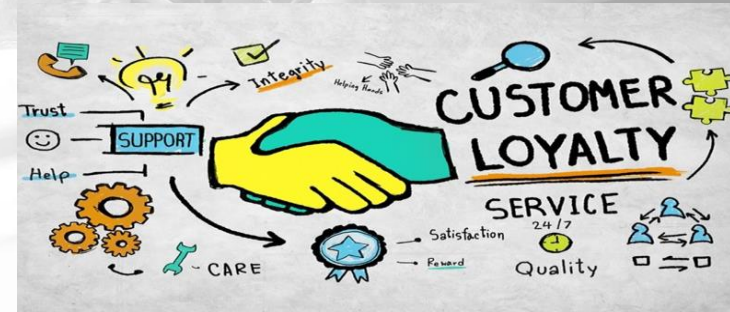 Trust
SUPPORT
Help
Integrity
Helping Hands
CUSTOMER
LOYALTY
SERVICE
24/7
Quality
Satisfaction
Reward
CARE